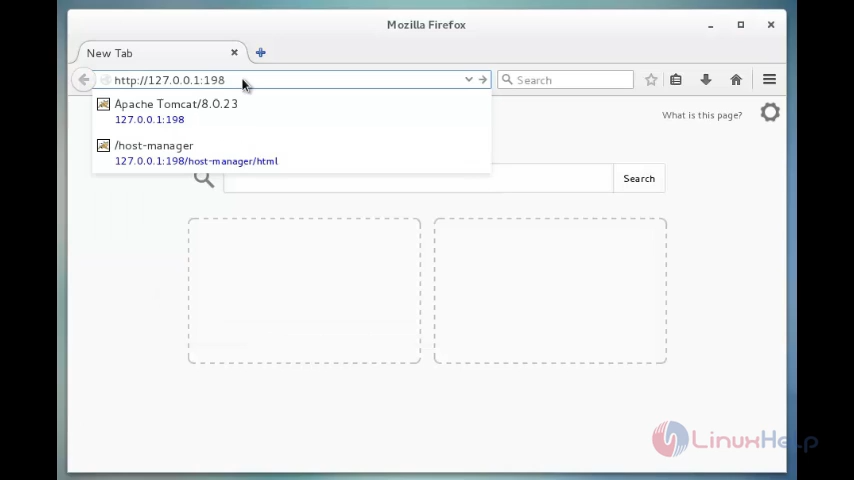 Mozilla Firefox
New Tab
http://127.0.0.1:198
Search
Apache Tomcat/8.0.23
127.0.0.1:198
/host-manager
127.0.0.1:198/host-manager/html
What is this page?
Search
LinuxHelp